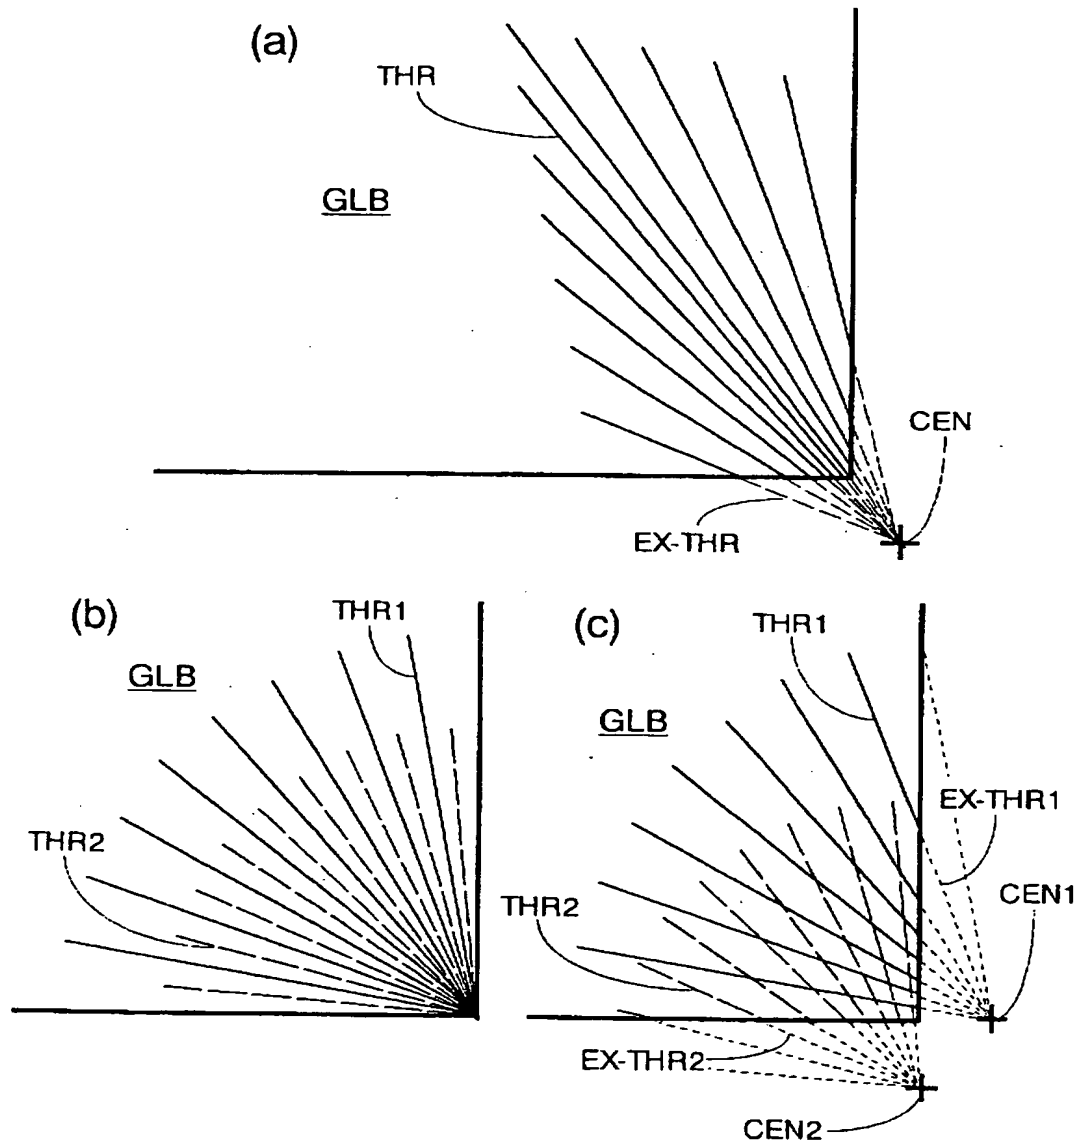 (a)
THR
GLB
CEN
EX-THR
(b)
THR1
GLB
THR2
(c)
THR1
GLB
EX-THR1
THR2
CEN1
EX-THR2
CEN2